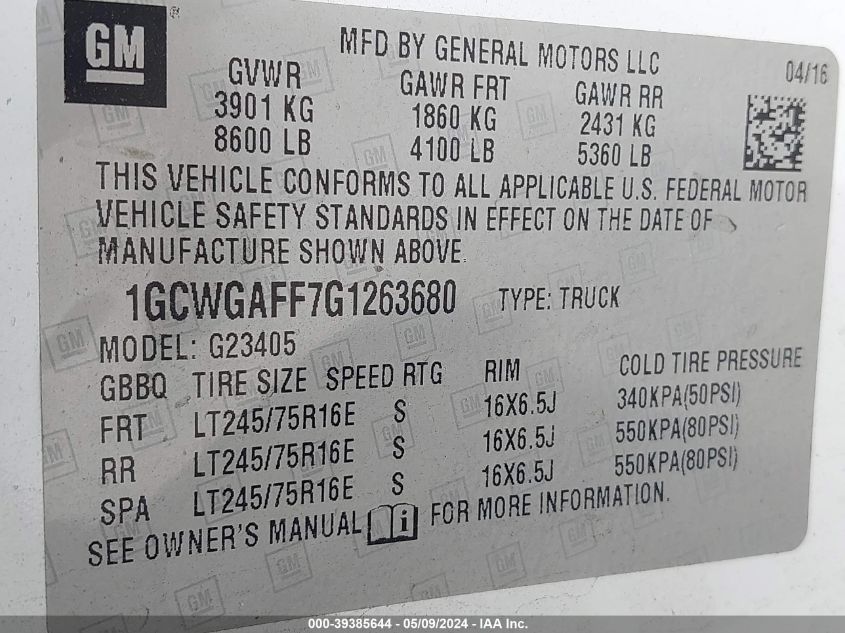 GM ®
MFD BY GENERAL MOTORS LLC
04/16
GVWR GAWR FRT GAWR RR
3901 KG 1860 KG 2431 KG
8600 LB 4100 LB 5360 LB
THIS VEHICLE CONFORMS TO ALL APPLICABLE U.S. FEDERAL MOTOR
VEHICLE SAFETY STANDARDS IN EFFECT ON THE DATE OF
MANUFACTURE SHOWN ABOVE.
1GCWGAFF7G1263680 TYPE: TRUCK
MODEL: G23405
GBBQ TIRE SIZE SPEED RTG RIM COLD TIRE PRESSURE
FRT LT245/75R16E S 16X6.5J 340KPA(50PSI)
RR LT245/75R16E S 16X6.5J 550KPA(80PSI)
SPA LT245/75R16E S 16X6.5J 550KPA(80PSI)
SEE OWNER'S MANUAL i FOR MORE INFORMATION.
000-39385644 - 05/09/2024 - IAA Inc.